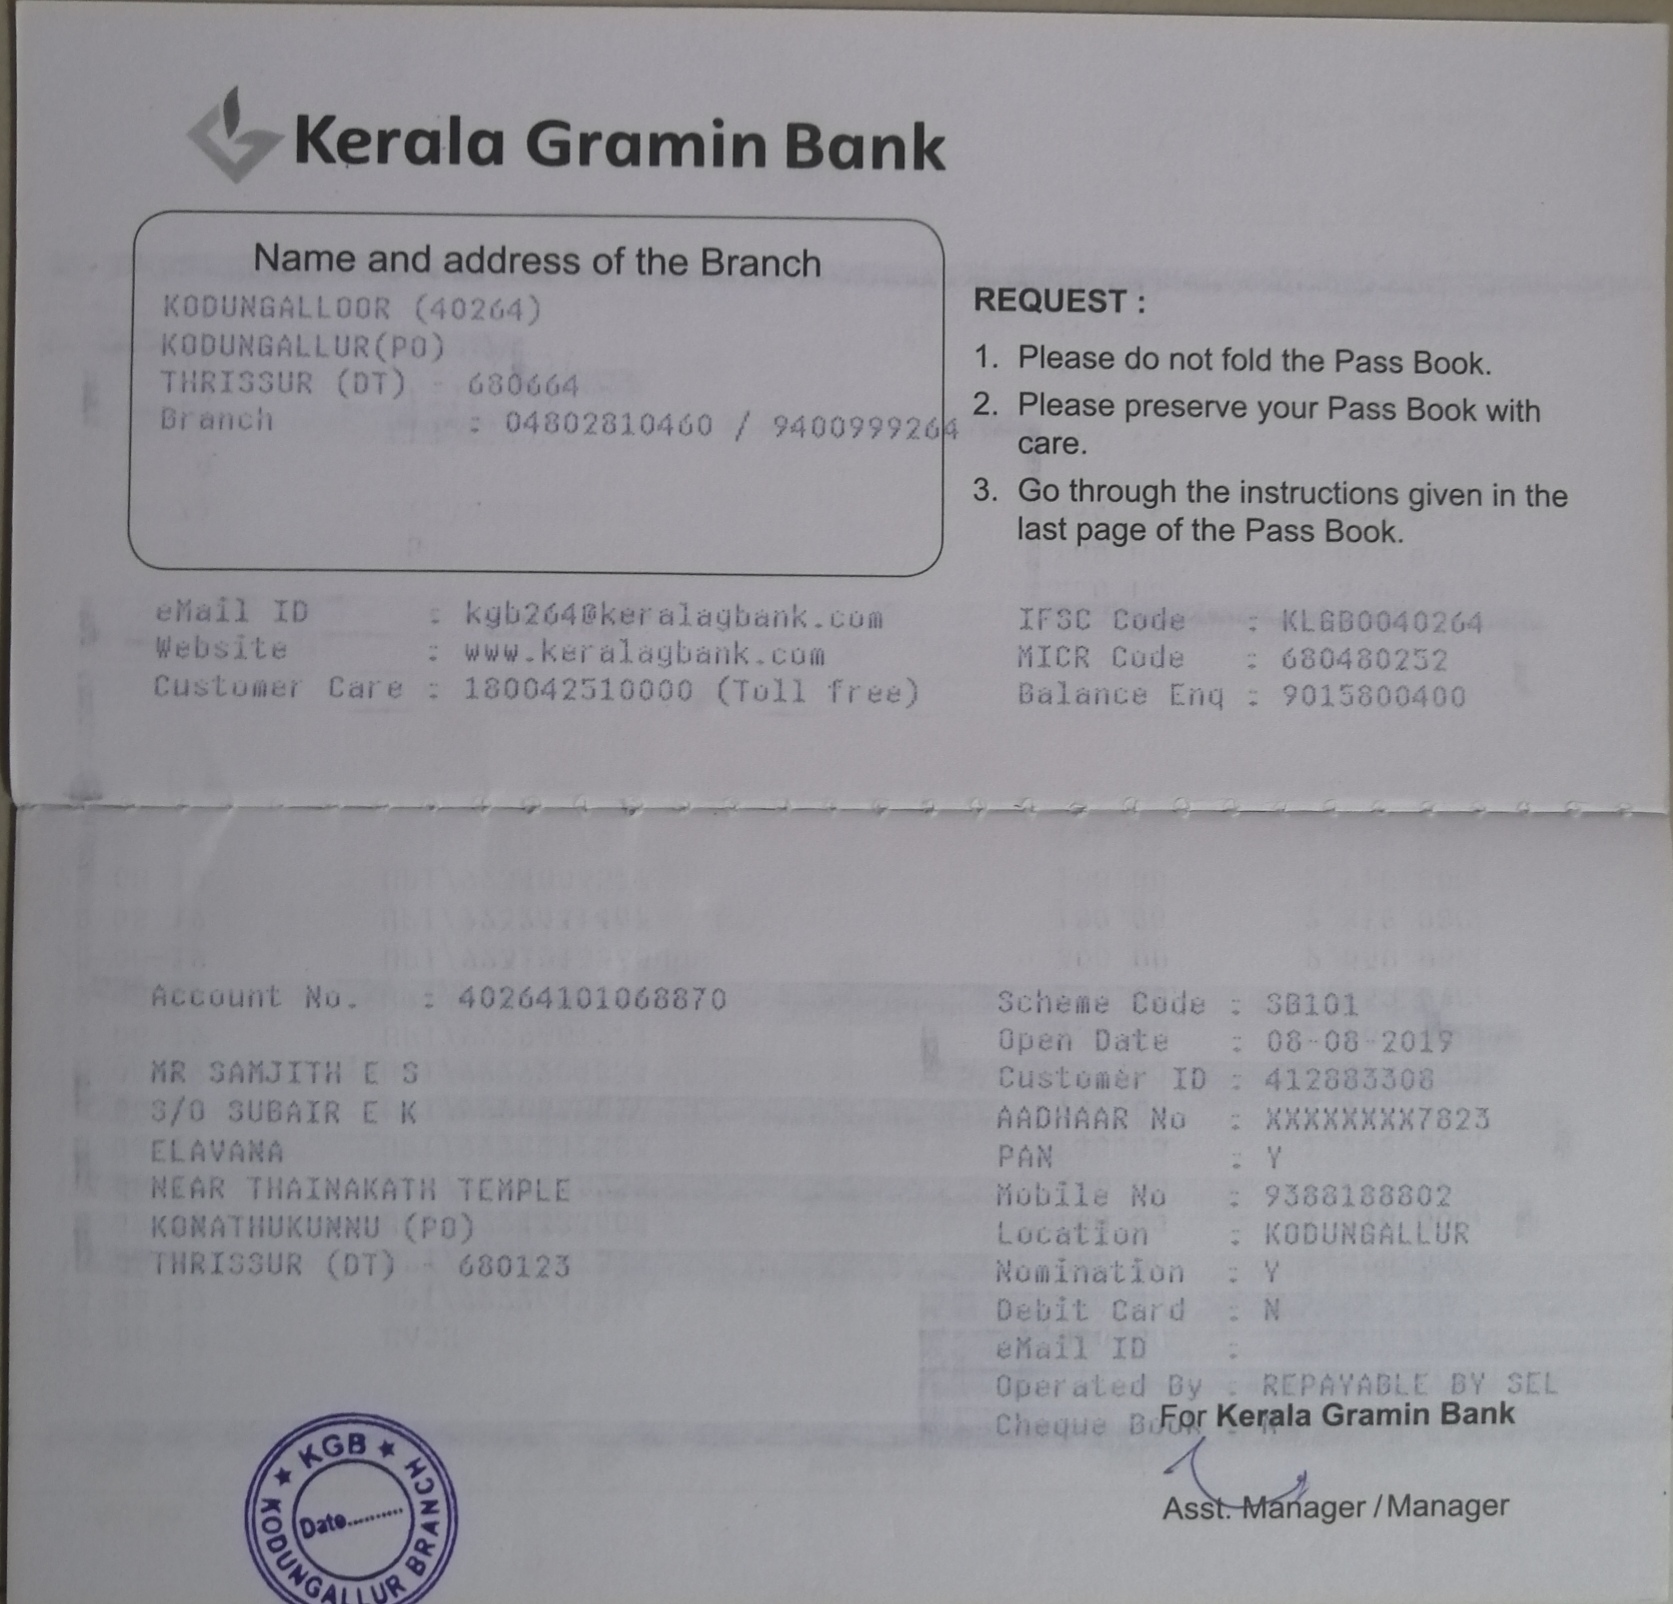 Kerala Gramin Bank
Name and address of the Branch
KODUNGALLOOR (40264)
KODUNGALLUR(PO)
THRISSUR (DT) - 680664
Branch : 04802810460 / 9400999264
REQUEST :
1. Please do not fold the Pass Book.
2. Please preserve your Pass Book with
care.
3. Go through the instructions given in the
last page of the Pass Book.
eMail ID : kgb264@keralagbank.com
Website : www.keralagbank.com
Customer Care : 180042510000 (Toll free)
IFSC Code : KLGB0040264
MICR Code : 680480252
Balance Enq : 9015800400
Account No. : 40264101068870
MR SAMJITH E S
S/O SUBAIR E K
ELAVANA
NEAR THAINAKATH TEMPLE
KONATHUKUNNU (PO)
THRISSUR (DT) - 680123
Scheme Code : SB101
Open Date : 08-08-2019
Customer ID : 412883308
AADHAAR No : XXXXXXXX7823
PAN : Y
Mobile No : 9388188802
Location : KODUNGALLUR
Nomination : Y
Debit Card : N
eMail ID :
Operated By : REPAYABLE BY SEL
Cheque Book :
For Kerala Gramin Bank
Asst. Manager / Manager
★ KGB ★
KODUNGALLUR BRANCH
Date..........